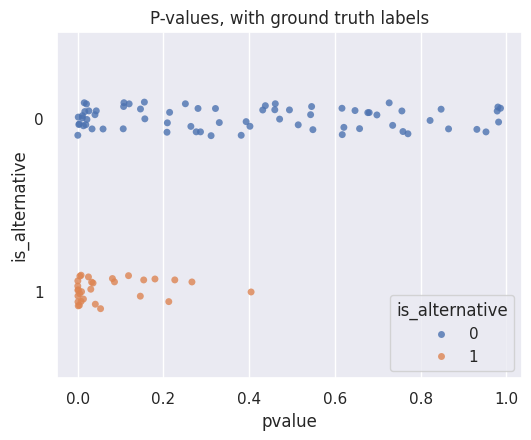 P-values, with ground truth labels
is_alternative
0
1
is_alternative
0
1
0.0 0.2 0.4 0.6 0.8 1.0
pvalue